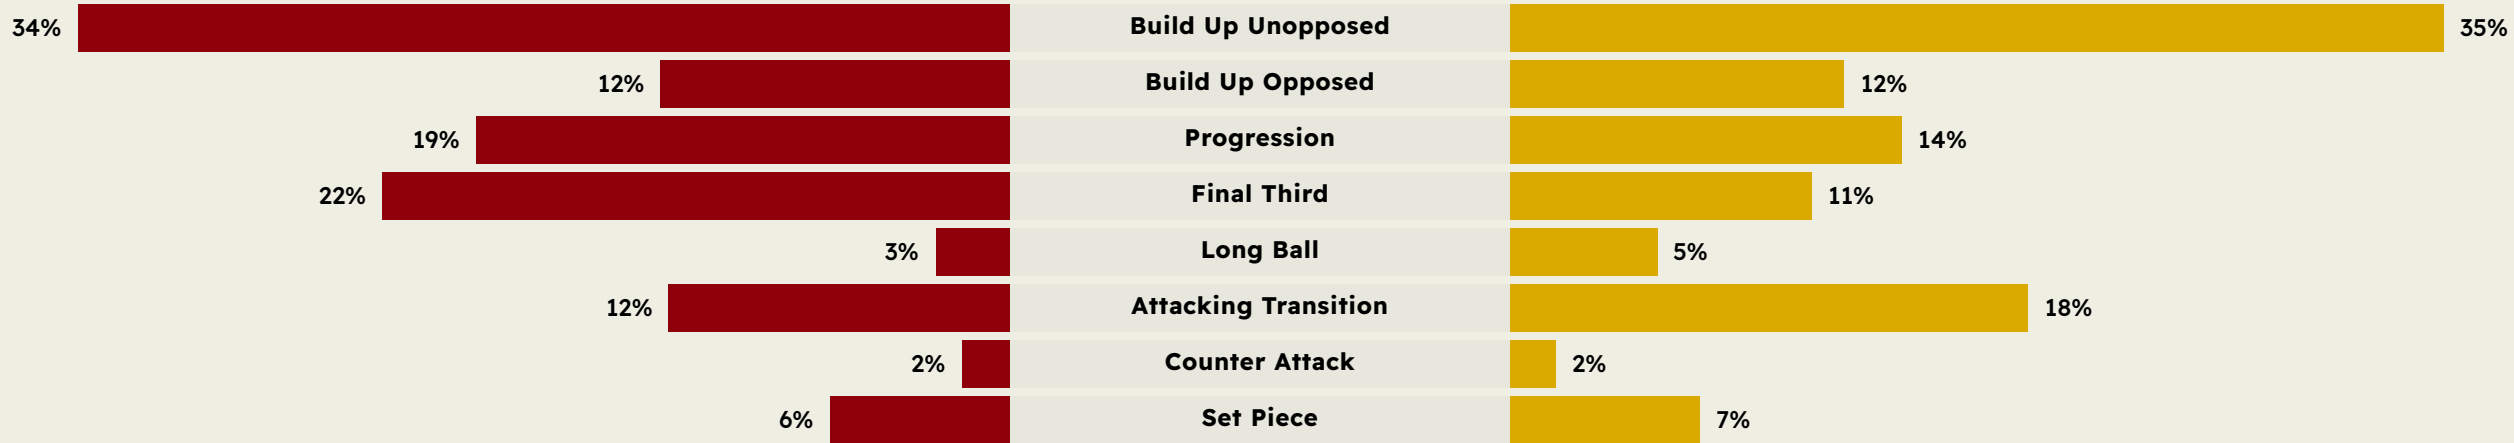 34% Build Up Unopposed 35%
12% Build Up Opposed 12%
19% Progression 14%
22% Final Third 11%
3% Long Ball 5%
12% Attacking Transition 18%
2% Counter Attack 2%
6% Set Piece 7%